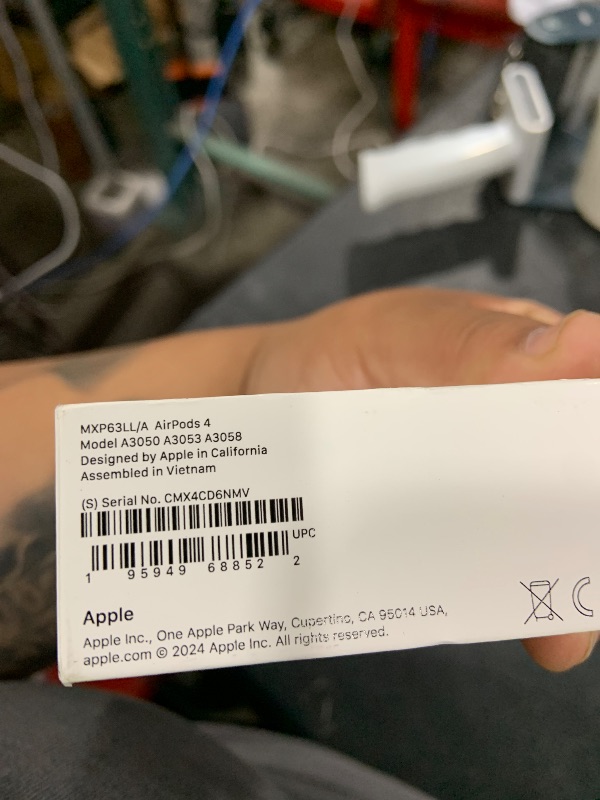 MXP63LL/A AirPods 4
Model A3050 A3053 A3058
Designed by Apple in California
Assembled in Vietnam
(S) Serial No. CMX4CD6NMV
UPC
1 95949 68852 2
Apple
Apple Inc., One Apple Park Way, Cupertino, CA 95014 USA,
apple.com © 2024 Apple Inc. All rights reserved.